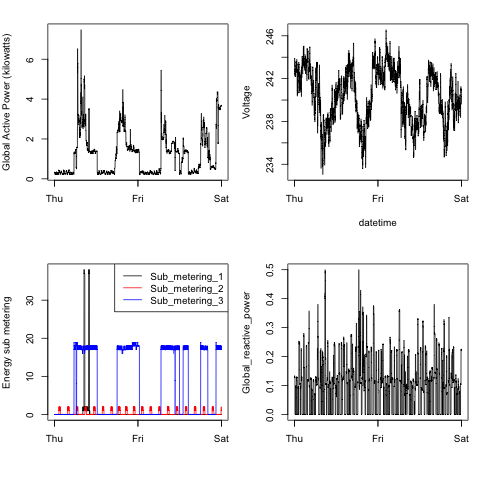 Global Active Power (kilowatts)
0 2 4 6
Thu Fri Sat
Voltage
234 238 242 246
Thu Fri Sat
datetime
Energy sub metering
0 10 20 30
Sub_metering_1
Sub_metering_2
Sub_metering_3
Thu Fri Sat
Global_reactive_power
0.0 0.1 0.2 0.3 0.4 0.5
Thu Fri Sat